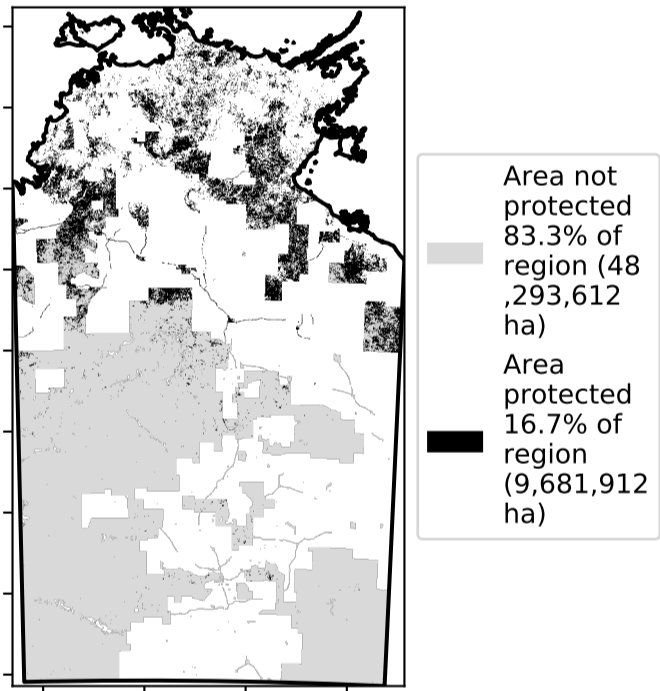 Area not
protected
83.3% of
region (48
,293,612
ha)
Area
protected
16.7% of
region
(9,681,912
ha)